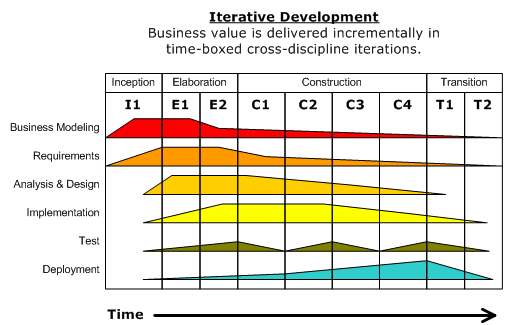 Iterative Development
Business value is delivered incrementally in
time-boxed cross-discipline iterations.
Inception Elaboration Construction Transition
I1 E1 E2 C1 C2 C3 C4 T1 T2
Business Modeling
Requirements
Analysis & Design
Implementation
Test
Deployment
Time